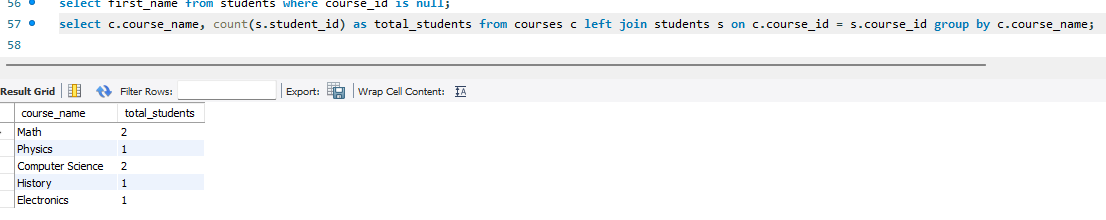 56 select first_name from students where course_id is null;
57 select c.course_name, count(s.student_id) as total_students from courses c left join students s on c.course_id = s.course_id group by c.course_name;
58
Result Grid Filter Rows: Export: Wrap Cell Content:
course_name total_students
Math 2
Physics 1
Computer Science 2
History 1
Electronics 1